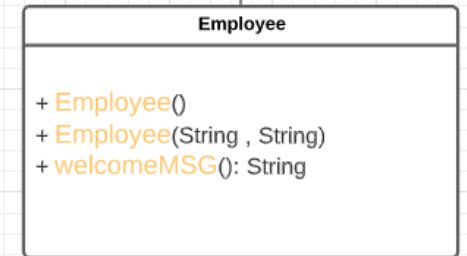 Employee
+ Employee()
+ Employee(String , String)
+ welcomeMSG(): String